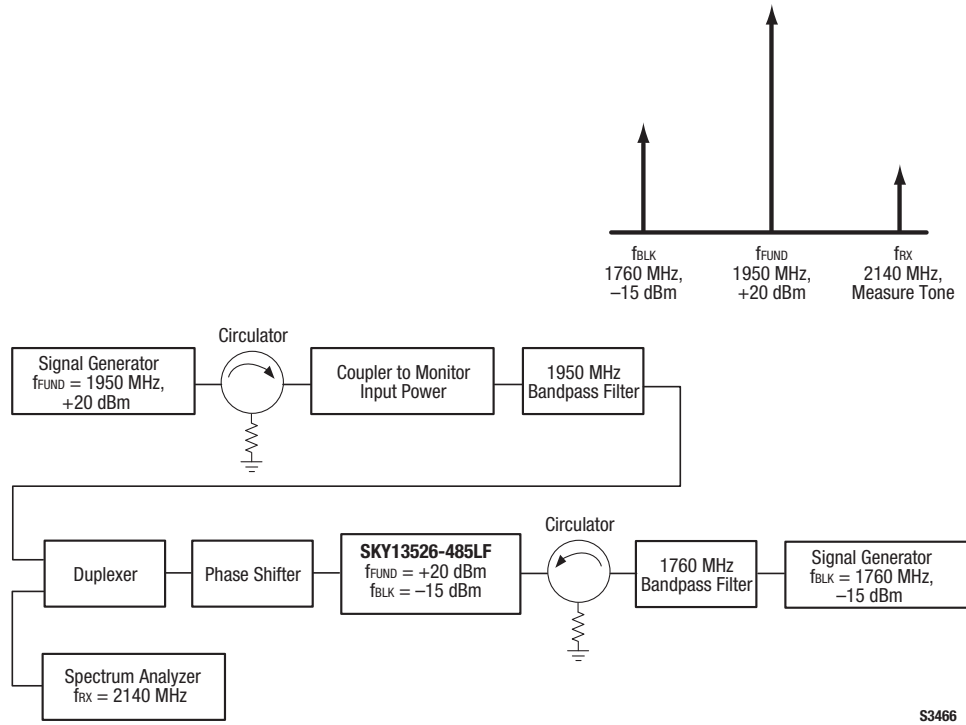 fBLK
1760 MHz,
–15 dBm
fFUND
1950 MHz,
+20 dBm
fRX
2140 MHz,
Measure Tone
Signal Generator
fFUND = 1950 MHz,
+20 dBm
Circulator
Coupler to Monitor
Input Power
1950 MHz
Bandpass Filter
Duplexer
Phase Shifter
SKY13526-485LF
fFUND = +20 dBm
fBLK = –15 dBm
Circulator
1760 MHz
Bandpass Filter
Signal Generator
fBLK = 1760 MHz,
–15 dBm
Spectrum Analyzer
fRX = 2140 MHz
S3466